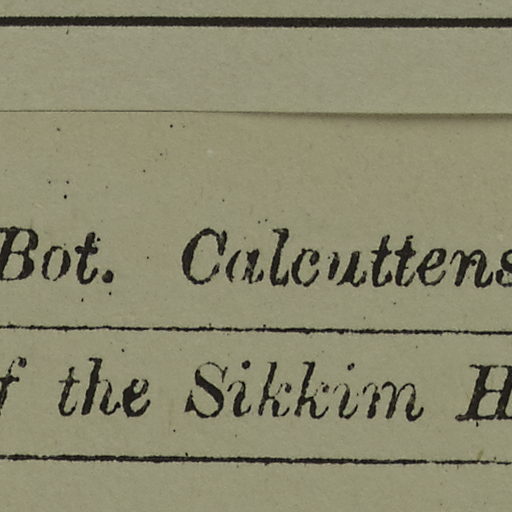 Bot. Calcuttens
f the Sikkim H